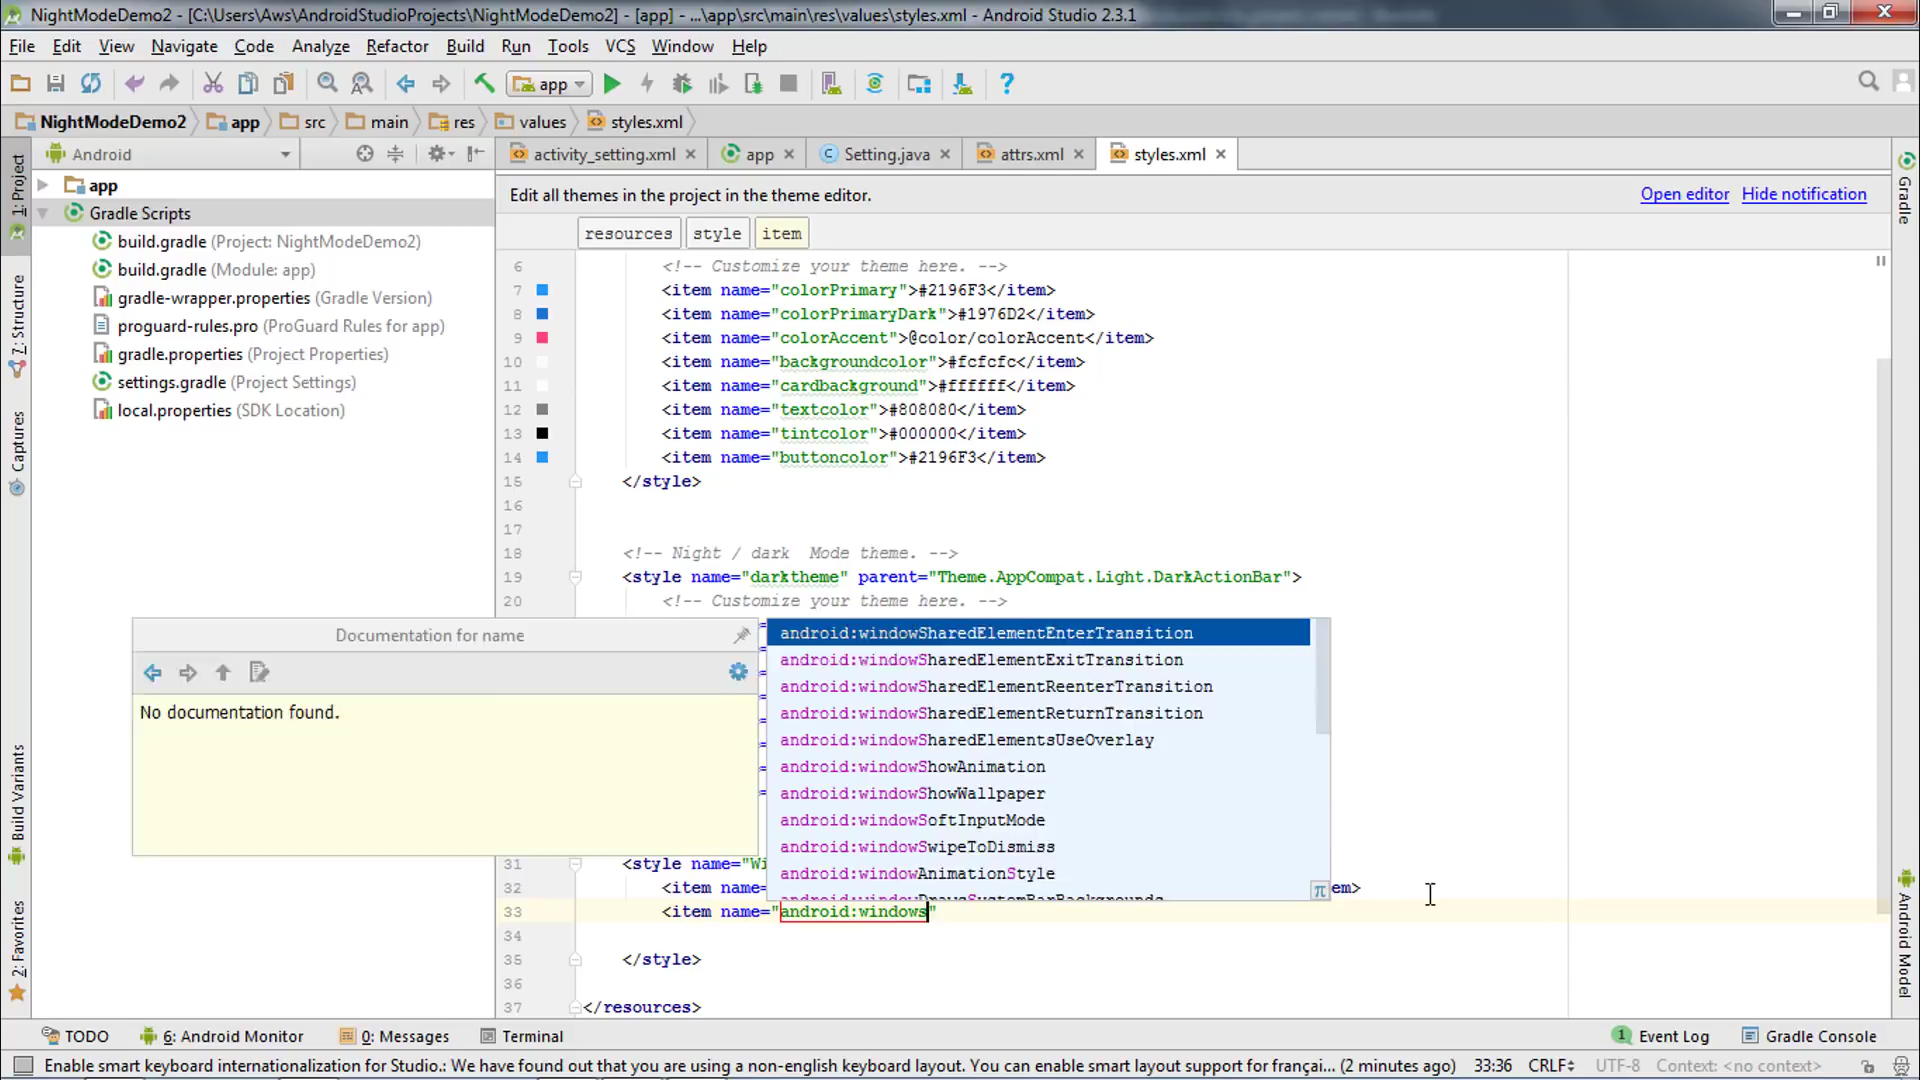 NightModeDemo2 - [C:\Users\Aws\AndroidStudioProjects\NightModeDemo2] - [app] - ...\app\src\main\res\values\styles.xml - Android Studio 2.3.1
File Edit View Navigate Code Analyze Refactor Build Run Tools VCS Window Help
app
NightModeDemo2 app src main res values styles.xml
Android
activity_setting.xml app Setting.java attrs.xml styles.xml
1: Project
7: Structure
Captures
Build Variants
2: Favorites
app
Gradle Scripts
build.gradle (Project: NightModeDemo2)
build.gradle (Module: app)
gradle-wrapper.properties (Gradle Version)
proguard-rules.pro (ProGuard Rules for app)
gradle.properties (Project Properties)
settings.gradle (Project Settings)
local.properties (SDK Location)
Edit all themes in the project in the theme editor. Open editor Hide notification
resources style item
6 <!-- Customize your theme here. -->
7 <item name="colorPrimary">#2196F3</item>
8 <item name="colorPrimaryDark">#1976D2</item>
9 <item name="colorAccent">@color/colorAccent</item>
10 <item name="backgroundcolor">#fcfcfc</item>
11 <item name="cardbackground">#ffffff</item>
12 <item name="textcolor">#808080</item>
13 <item name="tintcolor">#000000</item>
14 <item name="buttoncolor">#2196F3</item>
15 </style>
16
17
18 <!-- Night / dark Mode theme. -->
19 <style name="darktheme" parent="Theme.AppCompat.Light.DarkActionBar">
20 <!-- Customize your theme here. -->
Documentation for name
No documentation found.
android:windowSharedElementEnterTransition
android:windowSharedElementExitTransition
android:windowSharedElementReenterTransition
android:windowSharedElementReturnTransition
android:windowSharedElementsUseOverlay
android:windowShowAnimation
android:windowShowWallpaper
android:windowSoftInputMode
android:windowSwipeToDismiss
android:windowAnimationStyle
android:windowDrawsSystemBarBackgrounds
π
31 <style name="Wi
32 <item name= em>
33 <item name="android:windows"
34
35 </style>
36
37 </resources>
Gradle
Android Model
TODO 6: Android Monitor 0: Messages Terminal 1 Event Log Gradle Console
Enable smart keyboard internationalization for Studio.: We have found out that you are using a non-english keyboard layout. You can enable smart layout support for françai... (2 minutes ago) 33:36 CRLF UTF-8 Context: <no context>